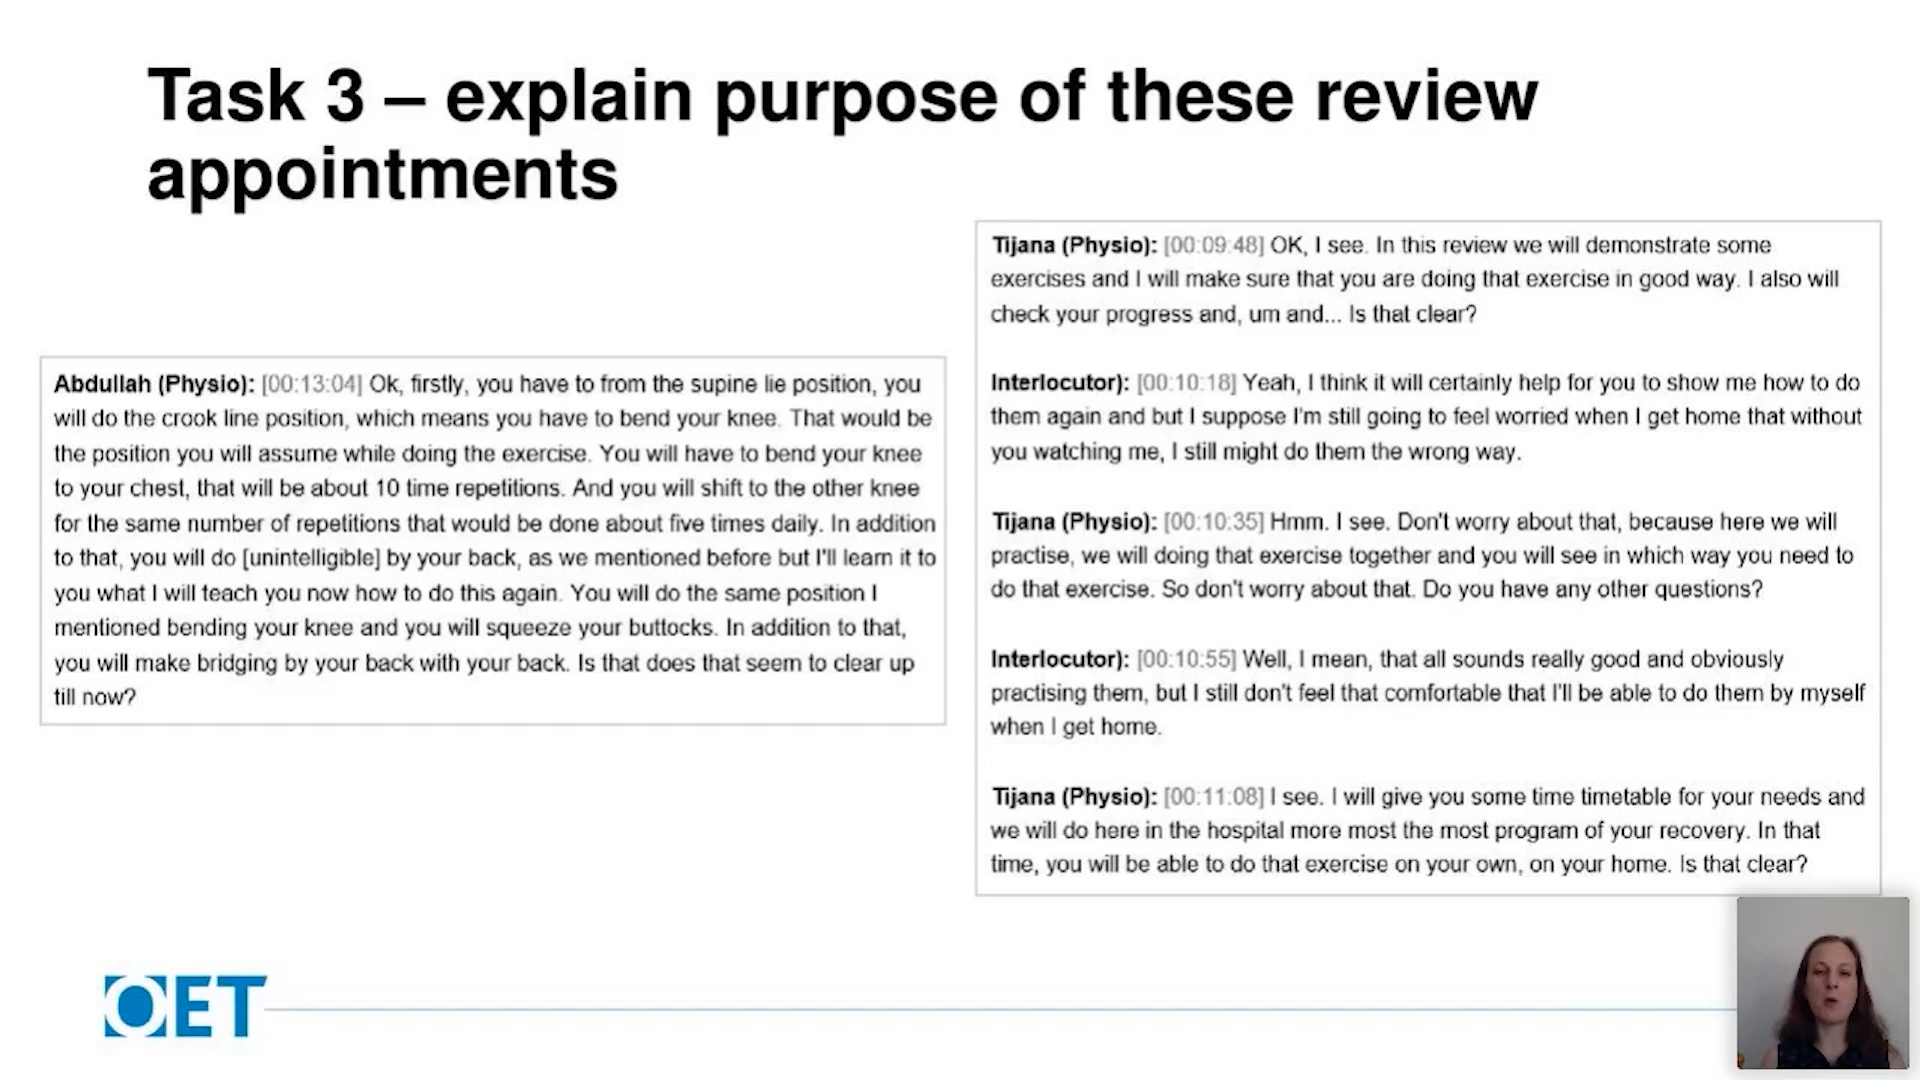 Task 3 – explain purpose of these review
appointments
Abdullah (Physio): [00:13:04] Ok, firstly, you have to from the supine lie position, you
will do the crook line position, which means you have to bend your knee. That would be
the position you will assume while doing the exercise. You will have to bend your knee
to your chest, that will be about 10 time repetitions. And you will shift to the other knee
for the same number of repetitions that would be done about five times daily. In addition
to that, you will do [unintelligible] by your back, as we mentioned before but I'll learn it to
you what I will teach you now how to do this again. You will do the same position I
mentioned bending your knee and you will squeeze your buttocks. In addition to that,
you will make bridging by your back with your back. Is that does that seem to clear up
till now?
Tijana (Physio): [00:09:48] OK, I see. In this review we will demonstrate some
exercises and I will make sure that you are doing that exercise in good way. I also will
check your progress and, um and... Is that clear?
Interlocutor): [00:10:18] Yeah, I think it will certainly help for you to show me how to do
them again and but I suppose I'm still going to feel worried when I get home that without
you watching me, I still might do them the wrong way.
Tijana (Physio): [00:10:35] Hmm. I see. Don't worry about that, because here we will
practise, we will doing that exercise together and you will see in which way you need to
do that exercise. So don't worry about that. Do you have any other questions?
Interlocutor): [00:10:55] Well, I mean, that all sounds really good and obviously
practising them, but I still don't feel that comfortable that I'll be able to do them by myself
when I get home.
Tijana (Physio): [00:11:08] I see. I will give you some time timetable for your needs and
we will do here in the hospital more most the most program of your recovery. In that
time, you will be able to do that exercise on your own, on your home. Is that clear?
OET